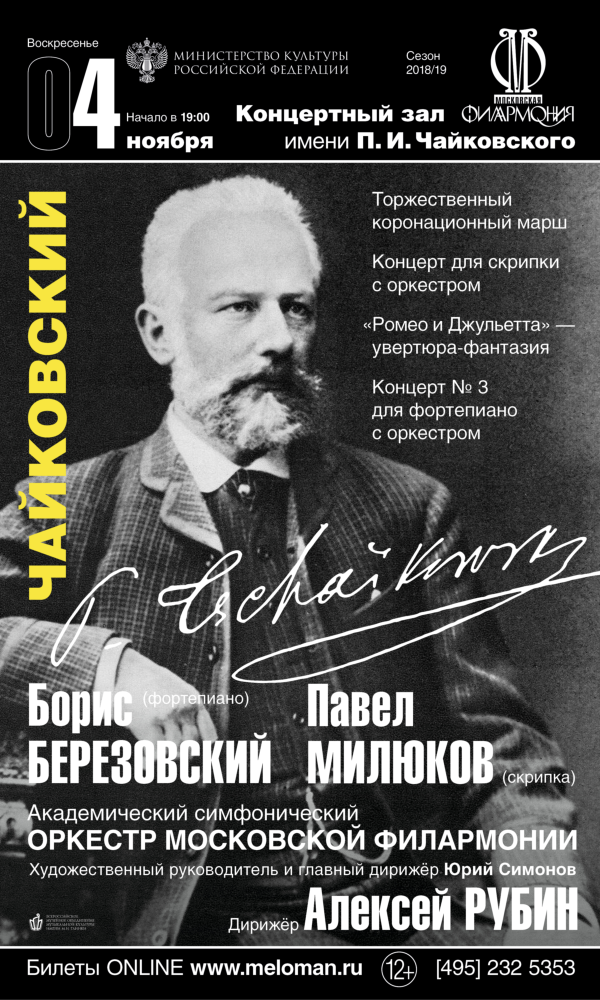 Воскресенье
04
Начало в 19:00
ноября
МИНИСТЕРСТВО КУЛЬТУРЫ
РОССИЙСКОЙ ФЕДЕРАЦИИ
Сезон
2018/19
МОСКОВСКАЯ
ФИЛАРМОНИЯ
Концертный зал
имени П. И. Чайковского
ЧАЙКОВСКИЙ
Торжественный
коронационный марш
Концерт для скрипки
с оркестром
«Ромео и Джульетта» —
увертюра-фантазия
Концерт № 3
для фортепиано
с оркестром
P. Tschaïkowsky
Борис (фортепиано)
БЕРЕЗОВСКИЙ
Павел
МИЛЮКОВ (скрипка)
Академический симфонический
ОРКЕСТР МОСКОВСКОЙ ФИЛАРМОНИИ
Художественный руководитель и главный дирижёр Юрий Симонов
Дирижёр Алексей РУБИН
Билеты ONLINE www.meloman.ru 12+ [495] 232 5353